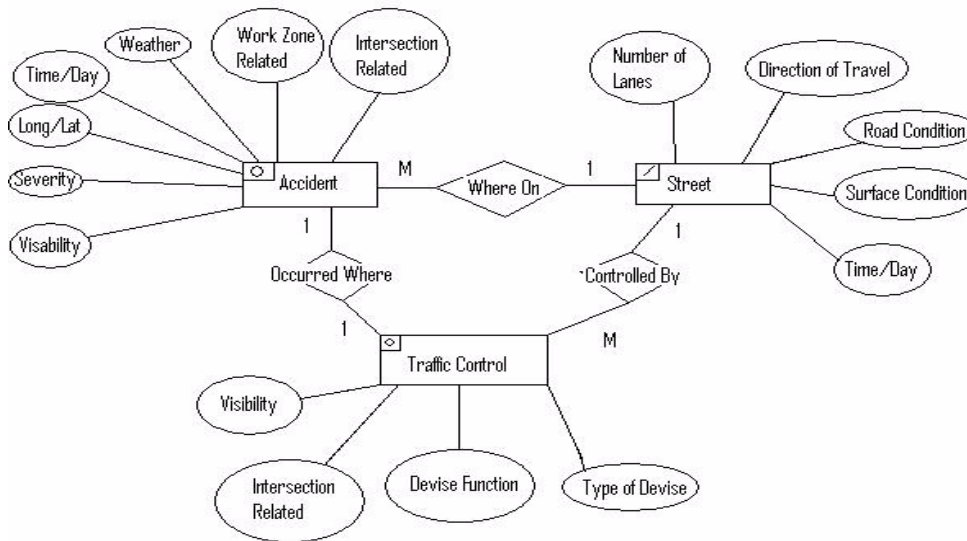 Weather
Work Zone
Related
Intersection
Related
Number of
Lanes
Direction of Travel
Time/Day
Long/Lat
Road Condition
Severity
Accident
M
Where On
1
Street
Surface Condition
Visability
1
1
Occurred Where
Controlled By
Time/Day
1
M
Traffic Control
Visibility
Intersection
Related
Devise Function
Type of Devise